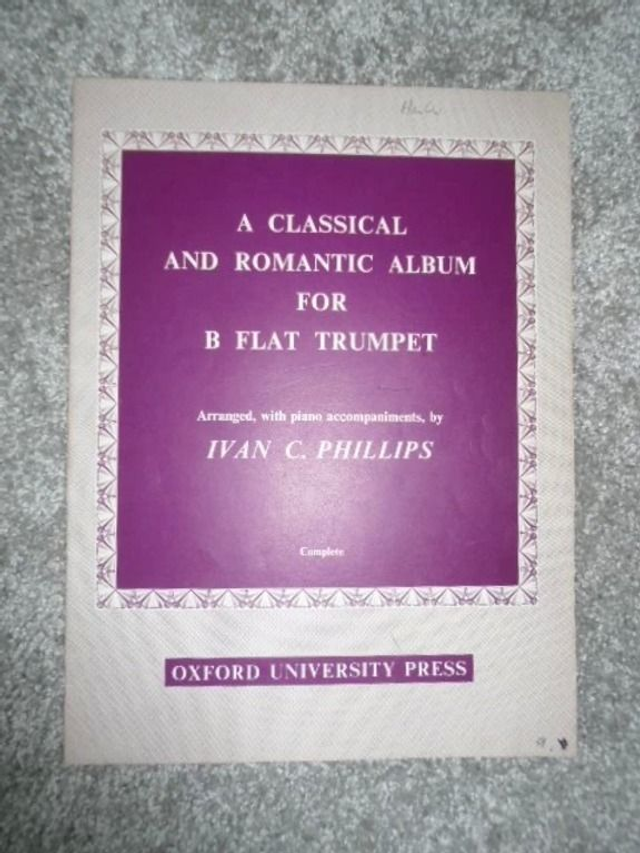 A CLASSICAL
AND ROMANTIC ALBUM
FOR
B FLAT TRUMPET
Arranged, with piano accompaniments, by
IVAN C. PHILLIPS
Complete
OXFORD UNIVERSITY PRESS